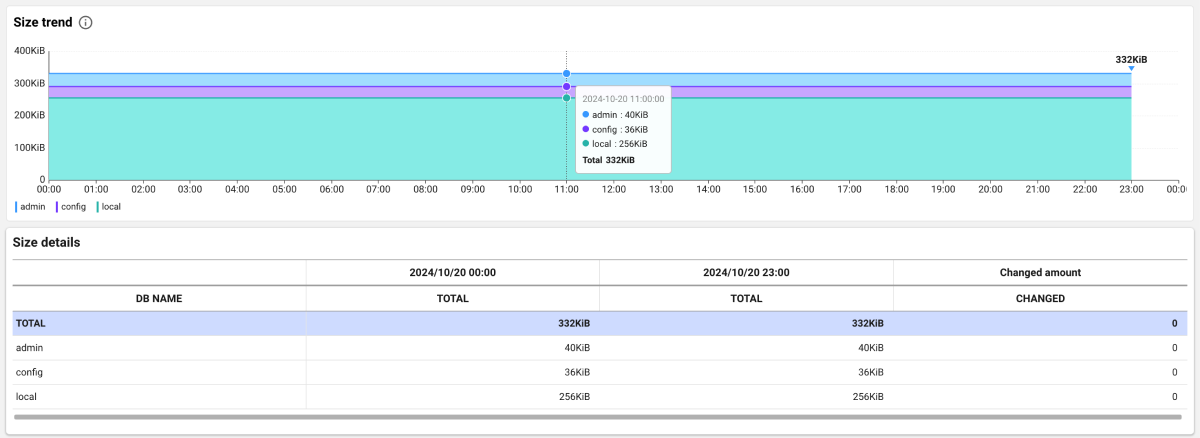 Size trend
400KiB
332KiB
300KiB
200KiB
100KiB
0
2024-10-20 11:00:00
admin : 40KiB
config : 36KiB
local : 256KiB
Total 332KiB
00:00 01:00 02:00 03:00 04:00 05:00 06:00 07:00 08:00 09:00 10:00 11:00 12:00 13:00 14:00 15:00 16:00 17:00 18:00 19:00 20:00 21:00 22:00 23:00 00:0
admin config local
Size details
2024/10/20 00:00 2024/10/20 23:00 Changed amount
DB NAME TOTAL TOTAL CHANGED
TOTAL 332KiB 332KiB 0
admin 40KiB 40KiB 0
config 36KiB 36KiB 0
local 256KiB 256KiB 0